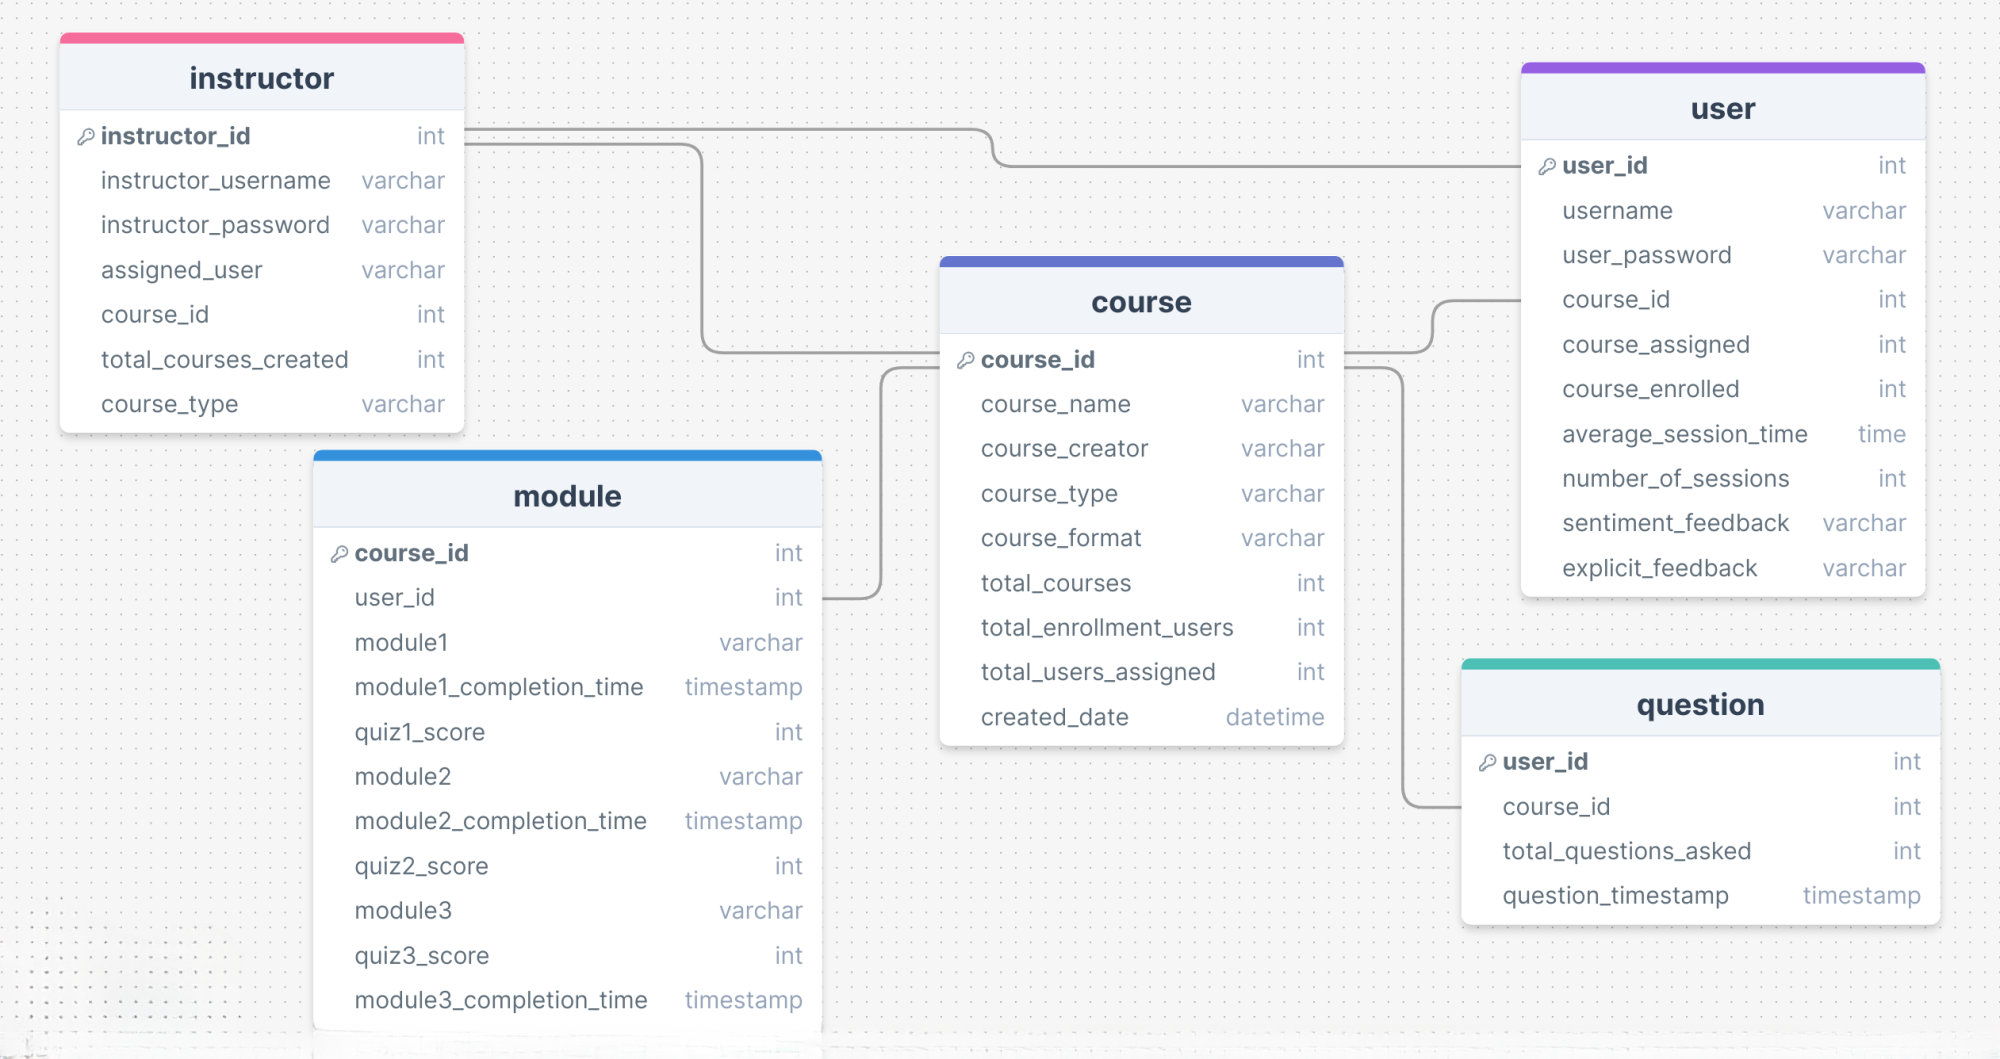 instructor
instructor_id int
instructor_username varchar
instructor_password varchar
assigned_user varchar
course_id int
total_courses_created int
course_type varchar
user
user_id int
username varchar
user_password varchar
course_id int
course_assigned int
course_enrolled int
average_session_time time
number_of_sessions int
sentiment_feedback varchar
explicit_feedback varchar
course
course_id int
course_name varchar
course_creator varchar
course_type varchar
course_format varchar
total_courses int
total_enrollment_users int
total_users_assigned int
created_date datetime
module
course_id int
user_id int
module1 varchar
module1_completion_time timestamp
quiz1_score int
module2 varchar
module2_completion_time timestamp
quiz2_score int
module3 varchar
quiz3_score int
module3_completion_time timestamp
question
user_id int
course_id int
total_questions_asked int
question_timestamp timestamp